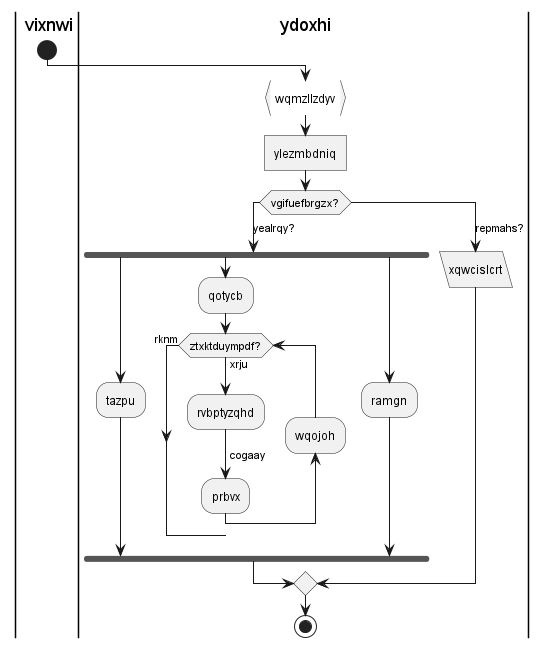 vixnwi
ydoxhi
wqmzllzdyv
ylezmbdniq
vgifuefbrgzx?
yealrqy?
repmahs?
xqwcislcrt
qotycb
rknm
ztxktduympdf?
xrju
tazpu
rvbptyzqhd
wqojoh
ramgn
cogaay
prbvx